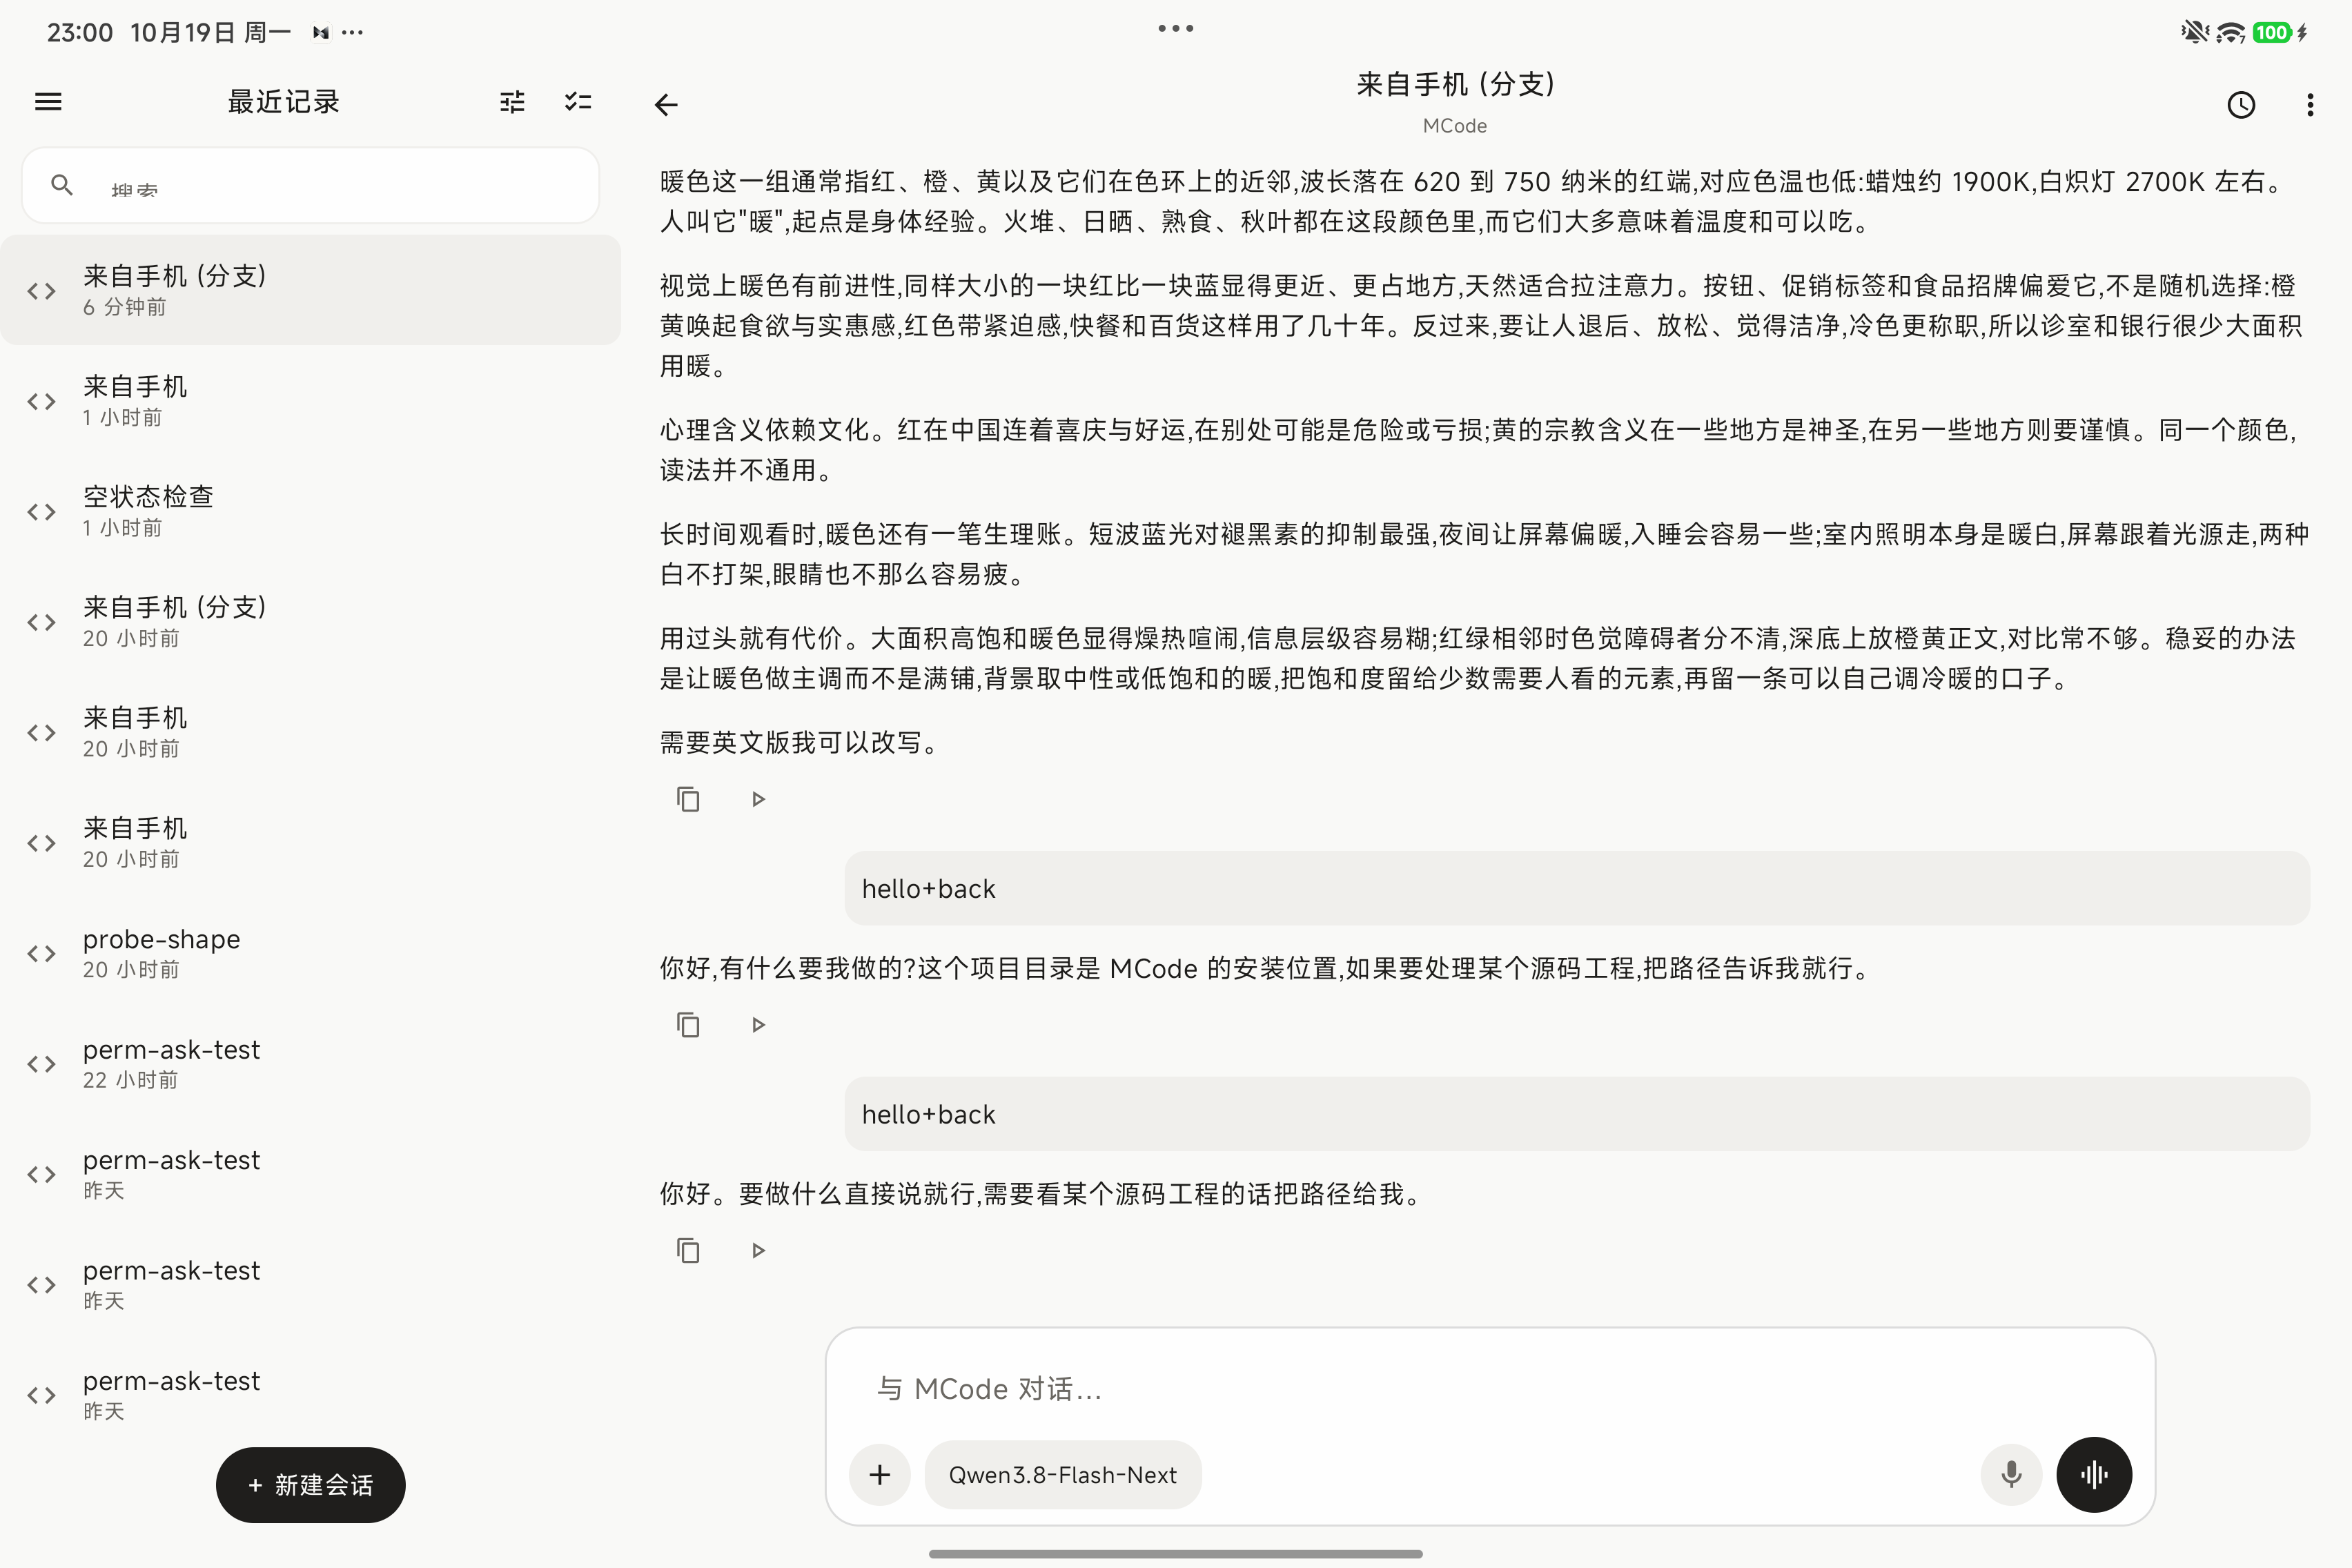 23:00 10月19日 周一
100
最近记录
搜索
来自手机 (分支)
6 分钟前
来自手机
1 小时前
空状态检查
1 小时前
来自手机 (分支)
20 小时前
来自手机
20 小时前
来自手机
20 小时前
probe-shape
20 小时前
perm-ask-test
22 小时前
perm-ask-test
昨天
perm-ask-test
昨天
perm-ask-test
昨天
+ 新建会话
来自手机 (分支)
MCode
暖色这一组通常指红、橙、黄以及它们在色环上的近邻,波长落在 620 到 750 纳米的红端,对应色温也低:蜡烛约 1900K,白炽灯 2700K 左右。
人叫它"暖",起点是身体经验。火堆、日晒、熟食、秋叶都在这段颜色里,而它们大多意味着温度和可以吃。
视觉上暖色有前进性,同样大小的一块红比一块蓝显得更近、更占地方,天然适合拉注意力。按钮、促销标签和食品招牌偏爱它,不是随机选择:橙
黄唤起食欲与实惠感,红色带紧迫感,快餐和百货这样用了几十年。反过来,要让人退后、放松、觉得洁净,冷色更称职,所以诊室和银行很少大面积
用暖。
心理含义依赖文化。红在中国连着喜庆与好运,在别处可能是危险或亏损;黄的宗教含义在一些地方是神圣,在另一些地方则要谨慎。同一个颜色,
读法并不通用。
长时间观看时,暖色还有一笔生理账。短波蓝光对褪黑素的抑制最强,夜间让屏幕偏暖,入睡会容易一些;室内照明本身是暖白,屏幕跟着光源走,两种
白不打架,眼睛也不那么容易疲。
用过头就有代价。大面积高饱和暖色显得燥热喧闹,信息层级容易糊;红绿相邻时色觉障碍者分不清,深底上放橙黄正文,对比常不够。稳妥的办法
是让暖色做主调而不是满铺,背景取中性或低饱和的暖,把饱和度留给少数需要人看的元素,再留一条可以自己调冷暖的口子。
需要英文版我可以改写。
hello+back
你好,有什么要我做的?这个项目目录是 MCode 的安装位置,如果要处理某个源码工程,把路径告诉我就行。
hello+back
你好。要做什么直接说就行,需要看某个源码工程的话把路径给我。
与 MCode 对话...
Qwen3.8-Flash-Next